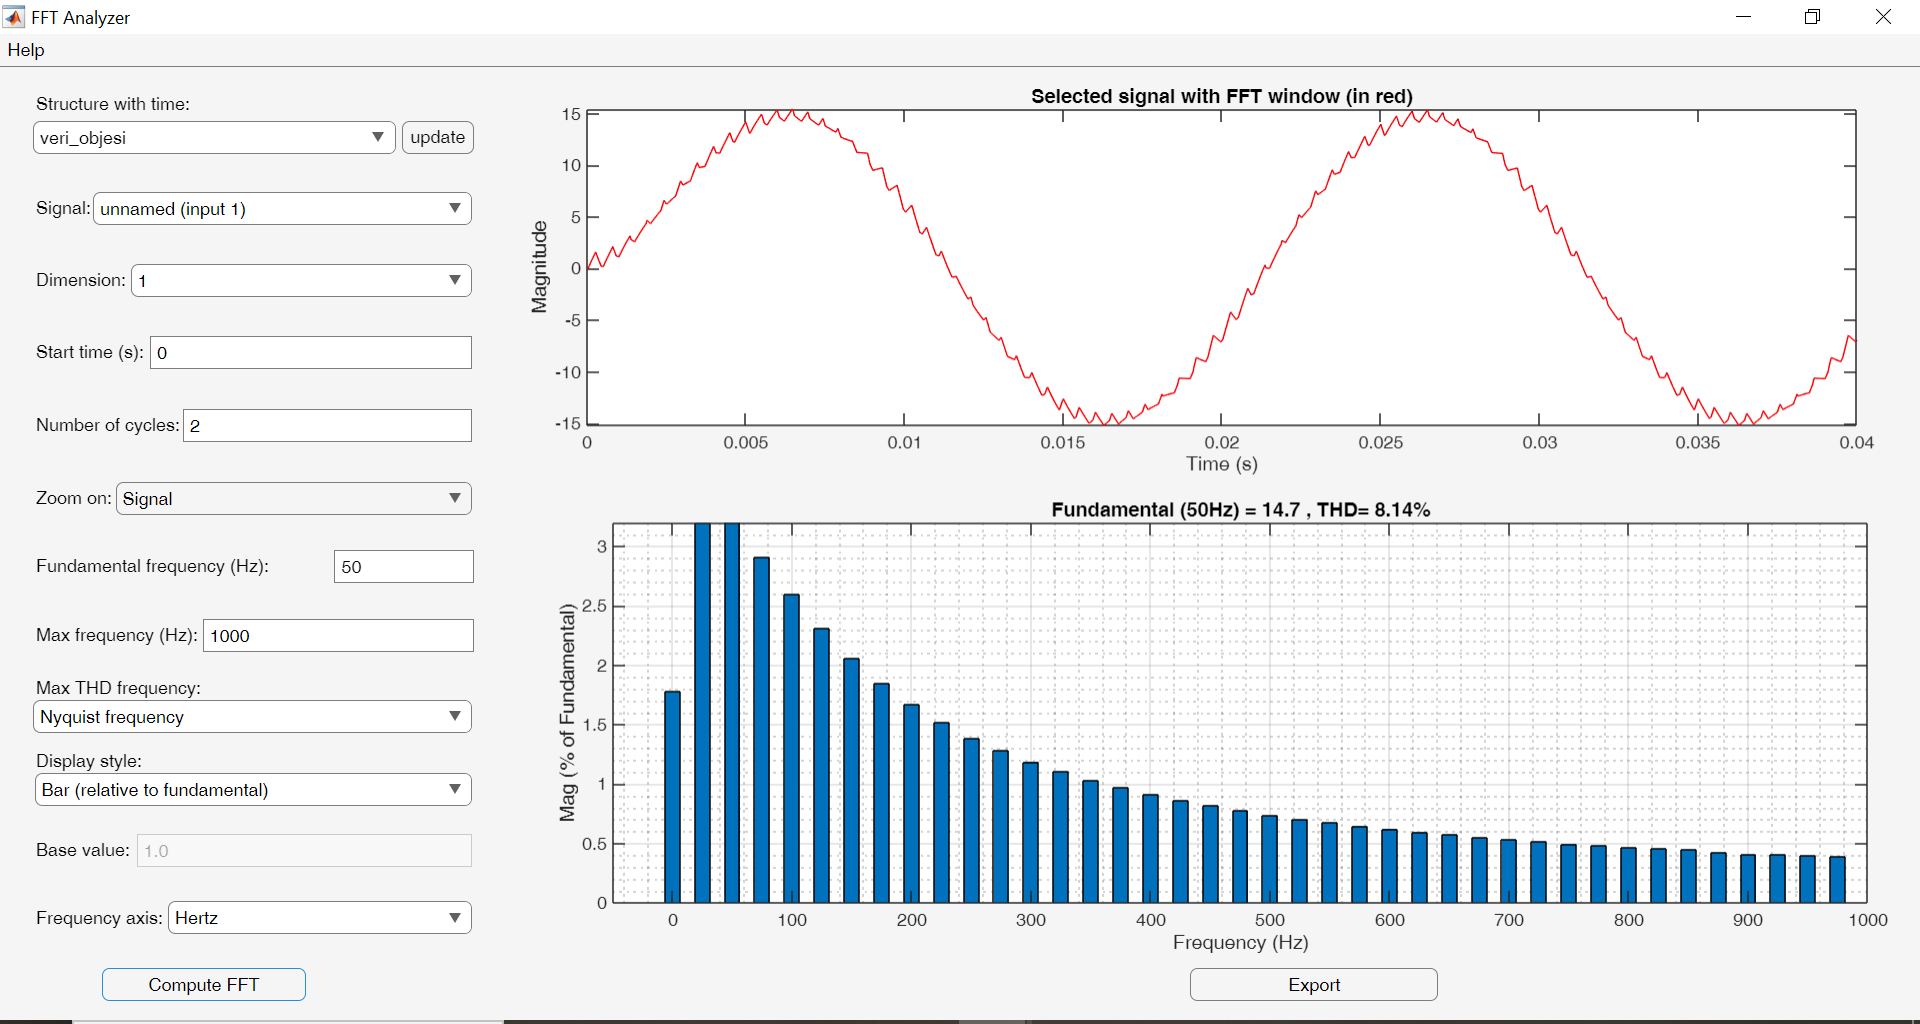 FFT Analyzer
Help
Structure with time:
veri_objesi
update
Signal: unnamed (input 1)
Dimension: 1
Start time (s): 0
Number of cycles: 2
Zoom on: Signal
Fundamental frequency (Hz): 50
Max frequency (Hz): 1000
Max THD frequency:
Nyquist frequency
Display style:
Bar (relative to fundamental)
Base value: 1.0
Frequency axis: Hertz
Compute FFT
Selected signal with FFT window (in red)
Magnitude
15
10
5
0
-5
-10
-15
0 0.005 0.01 0.015 0.02 0.025 0.03 0.035 0.04
Time (s)
Fundamental (50Hz) = 14.7 , THD= 8.14%
Mag (% of Fundamental)
3
2.5
2
1.5
1
0.5
0
0 100 200 300 400 500 600 700 800 900 1000
Frequency (Hz)
Export